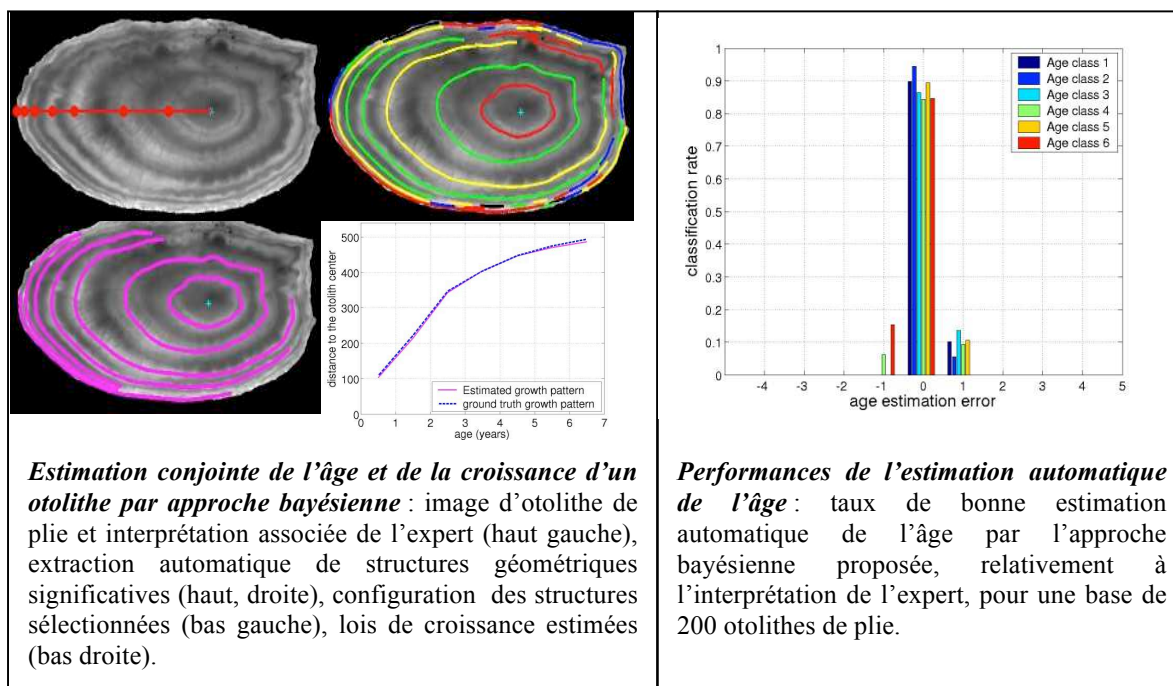 500
400
300
200
100
0
distance to the otolith center
Estimated growth pattern
ground truth growth pattern
0 1 2 3 4 5 6 7
age (years)
Estimation conjointe de l’âge et de la croissance d’un
otolithe par approche bayésienne : image d’otolithe de
plie et interprétation associée de l’expert (haut gauche),
extraction automatique de structures géométriques
significatives (haut, droite), configuration des structures
sélectionnées (bas gauche), lois de croissance estimées
(bas droite).
1
0.9
0.8
0.7
0.6
0.5
0.4
0.3
0.2
0.1
0
classification rate
Age class 1
Age class 2
Age class 3
Age class 4
Age class 5
Age class 6
-4 -3 -2 -1 0 1 2 3 4 5
age estimation error
Performances de l’estimation automatique
de l’âge : taux de bonne estimation
automatique de l’âge par l’approche
bayésienne proposée, relativement à
l’interprétation de l’expert, pour une base de
200 otolithes de plie.